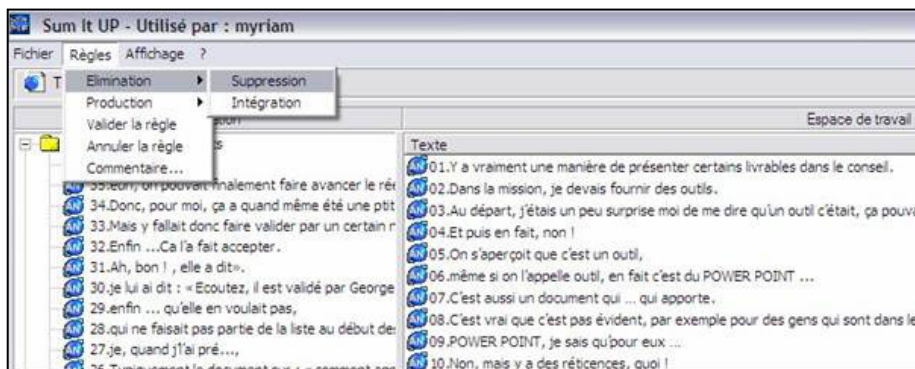 Sum It UP - Utilisé par : myriam
Fichier Règles Affichage ?
T
Elimination
Suppression
Production
Intégration
Valider la règle
Annuler la règle
Commentaire...
Espace de travail
Texte
on pouvait finalement faire avancer le ré
34.Donc, pour moi, ça a quand même été une ptit
33.Mais y fallait donc faire valider par un certain
32.Enfin ...Ca l'a fait accepter.
31.Ah, bon ! , elle a dit».
30.je lui ai dit : « Ecoutez, il est validé par George
29.enfin ... qu'elle en voulait pas,
28.qui ne faisait pas partie de la liste au début de
27.je, quand j'l'ai pré...,
01.Y a vraiment une manière de présenter certains livrables dans le conseil.
02.Dans la mission, je devais fournir des outils.
03.Au départ, j'étais un peu surprise moi de me dire qu'un outil c'était, ça pouva
04.Et puis en fait, non !
05.On s'aperçoit que c'est un outil,
06.même si on l'appelle outil, en fait c'est du POWER POINT ...
07.C'est aussi un document qui ... qui apporte.
08.C'est vrai que c'est pas évident, par exemple pour des gens qui sont dans le
09.POWER POINT, je sais qu'pour eux ...
10.Non, mais y a des réticences, quoi !